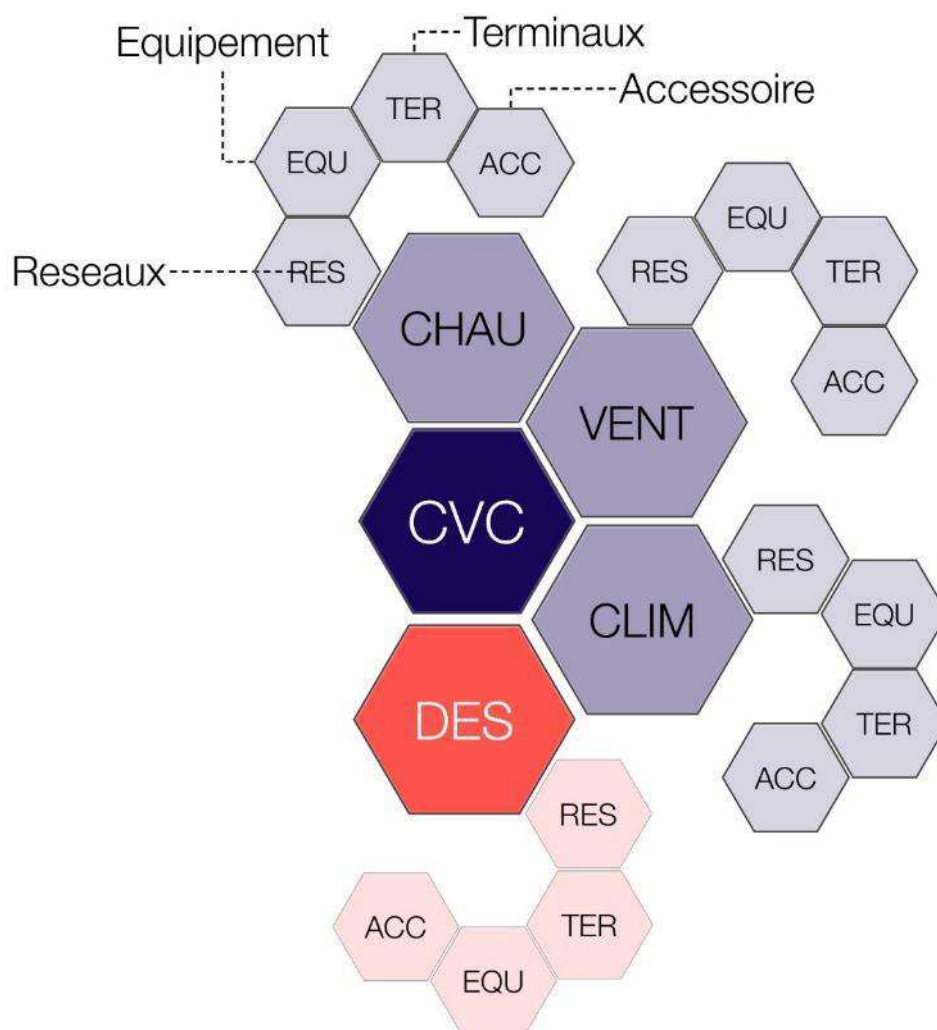 Terminaux
Equipement
Accessoire
TER
EQU
ACC
EQU
RES
RES
TER
Reseaux
CHAU
ACC
VENT
CVC
RES
CLIM
EQU
DES
TER
ACC
RES
ACC
TER
EQU